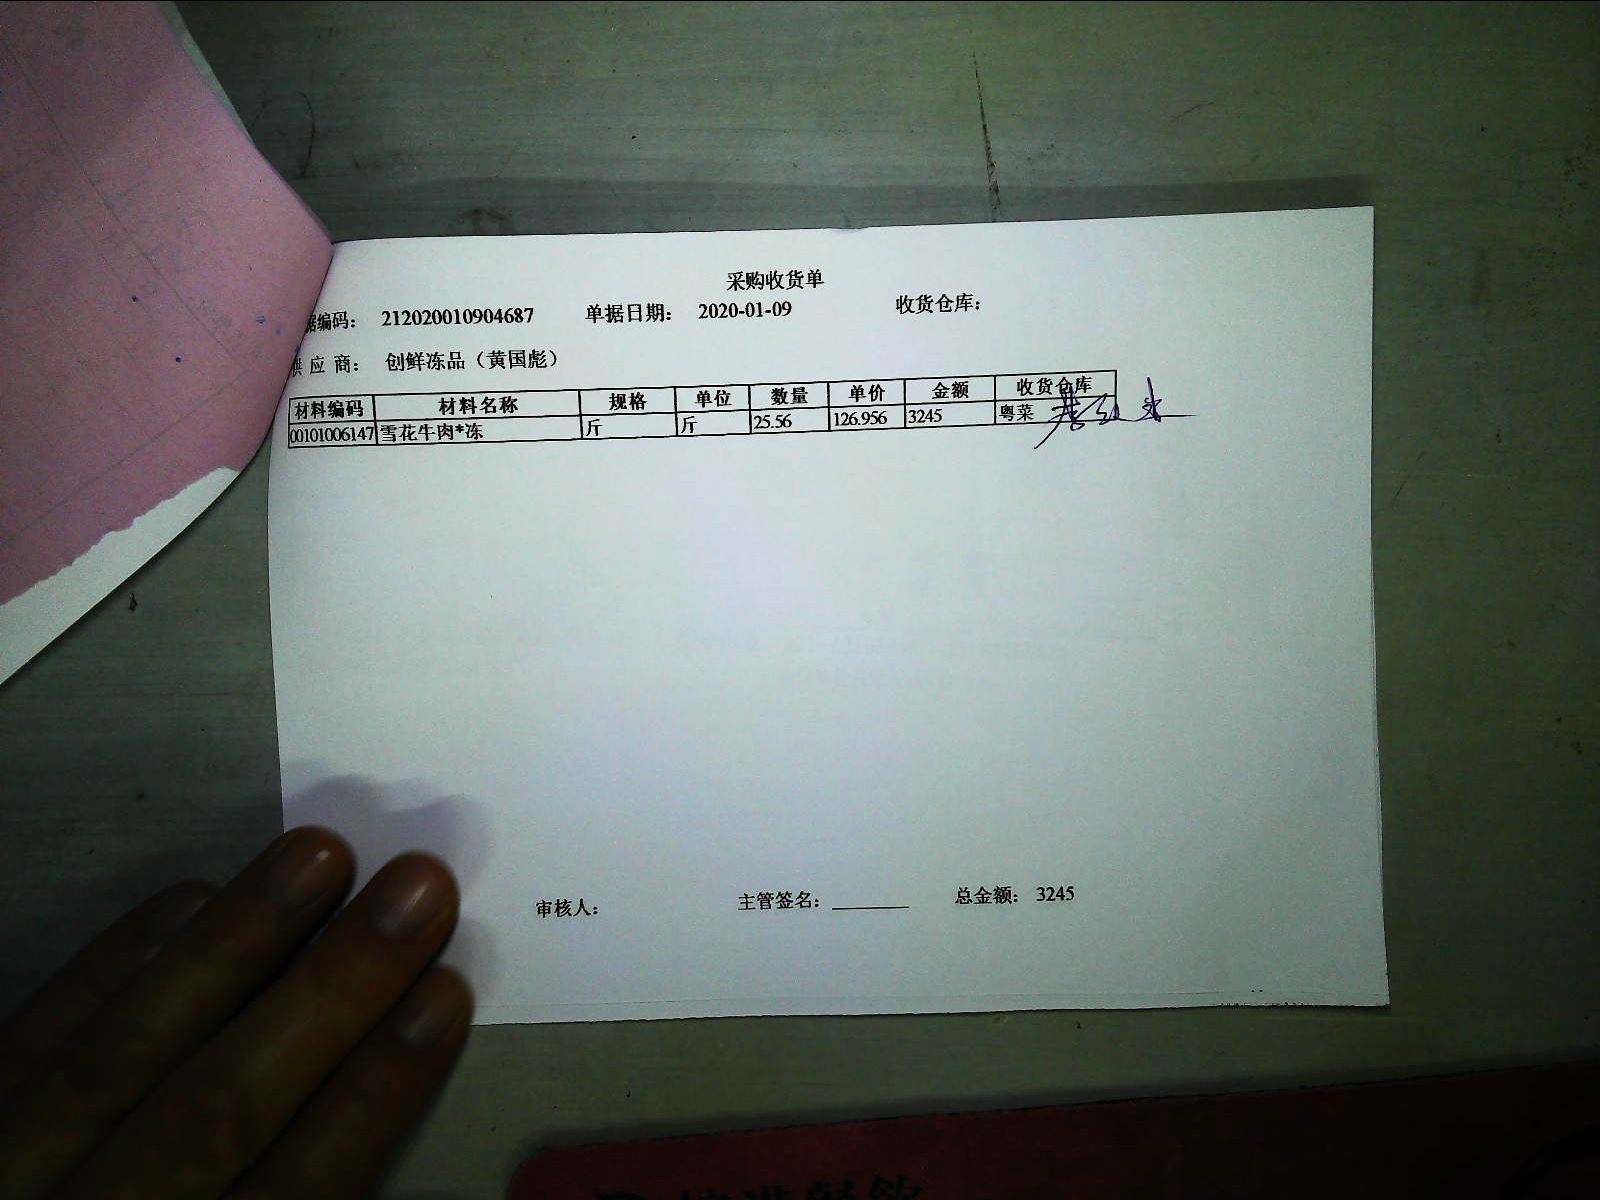 采购收货单
据编码: 212020010904687 单据日期: 2020-01-09 收货仓库:
供应商: 创鲜冻品（黄国彪）
材料编码 材料名称 规格 单位 数量 单价 金额 收货仓库
00101006147 雪花牛肉*冻 斤 斤 25.56 126.956 3245 粤菜
审核人: 主管签名: ________ 总金额: 3245